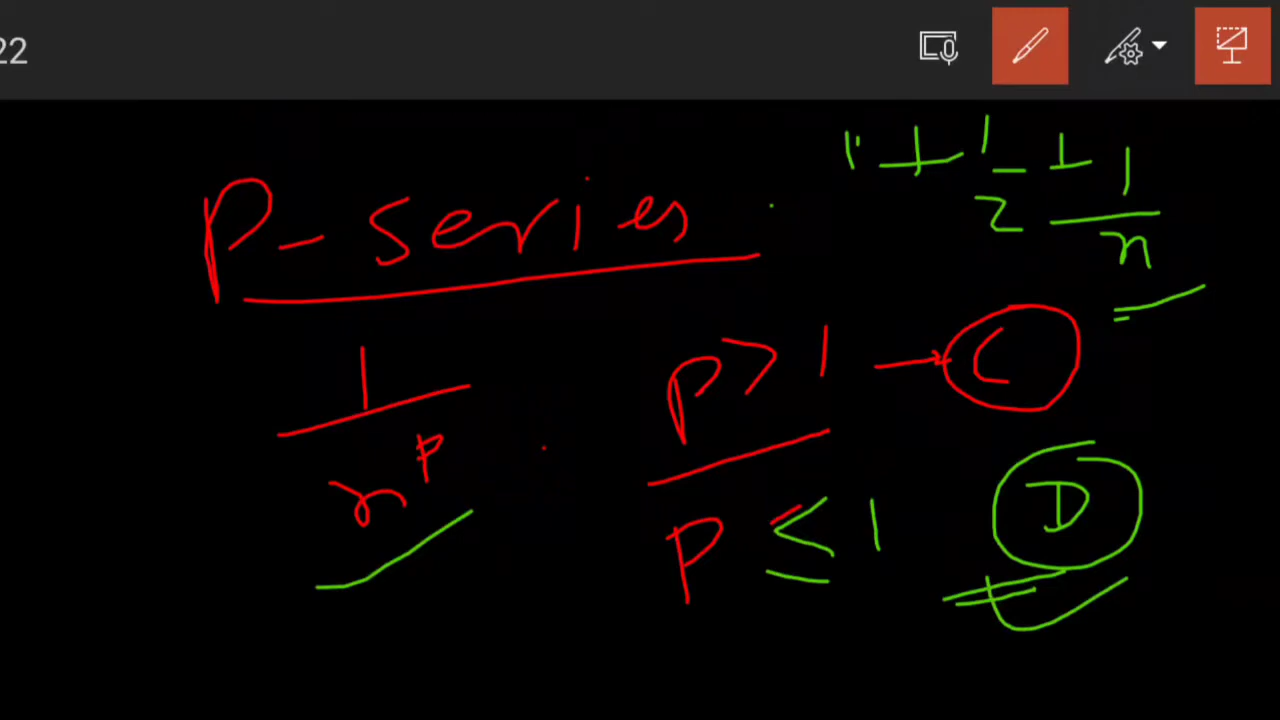 22
1 + 1/2 + 1/n
P-series
1/n^p
p > 1 → C
p ≤ 1 D